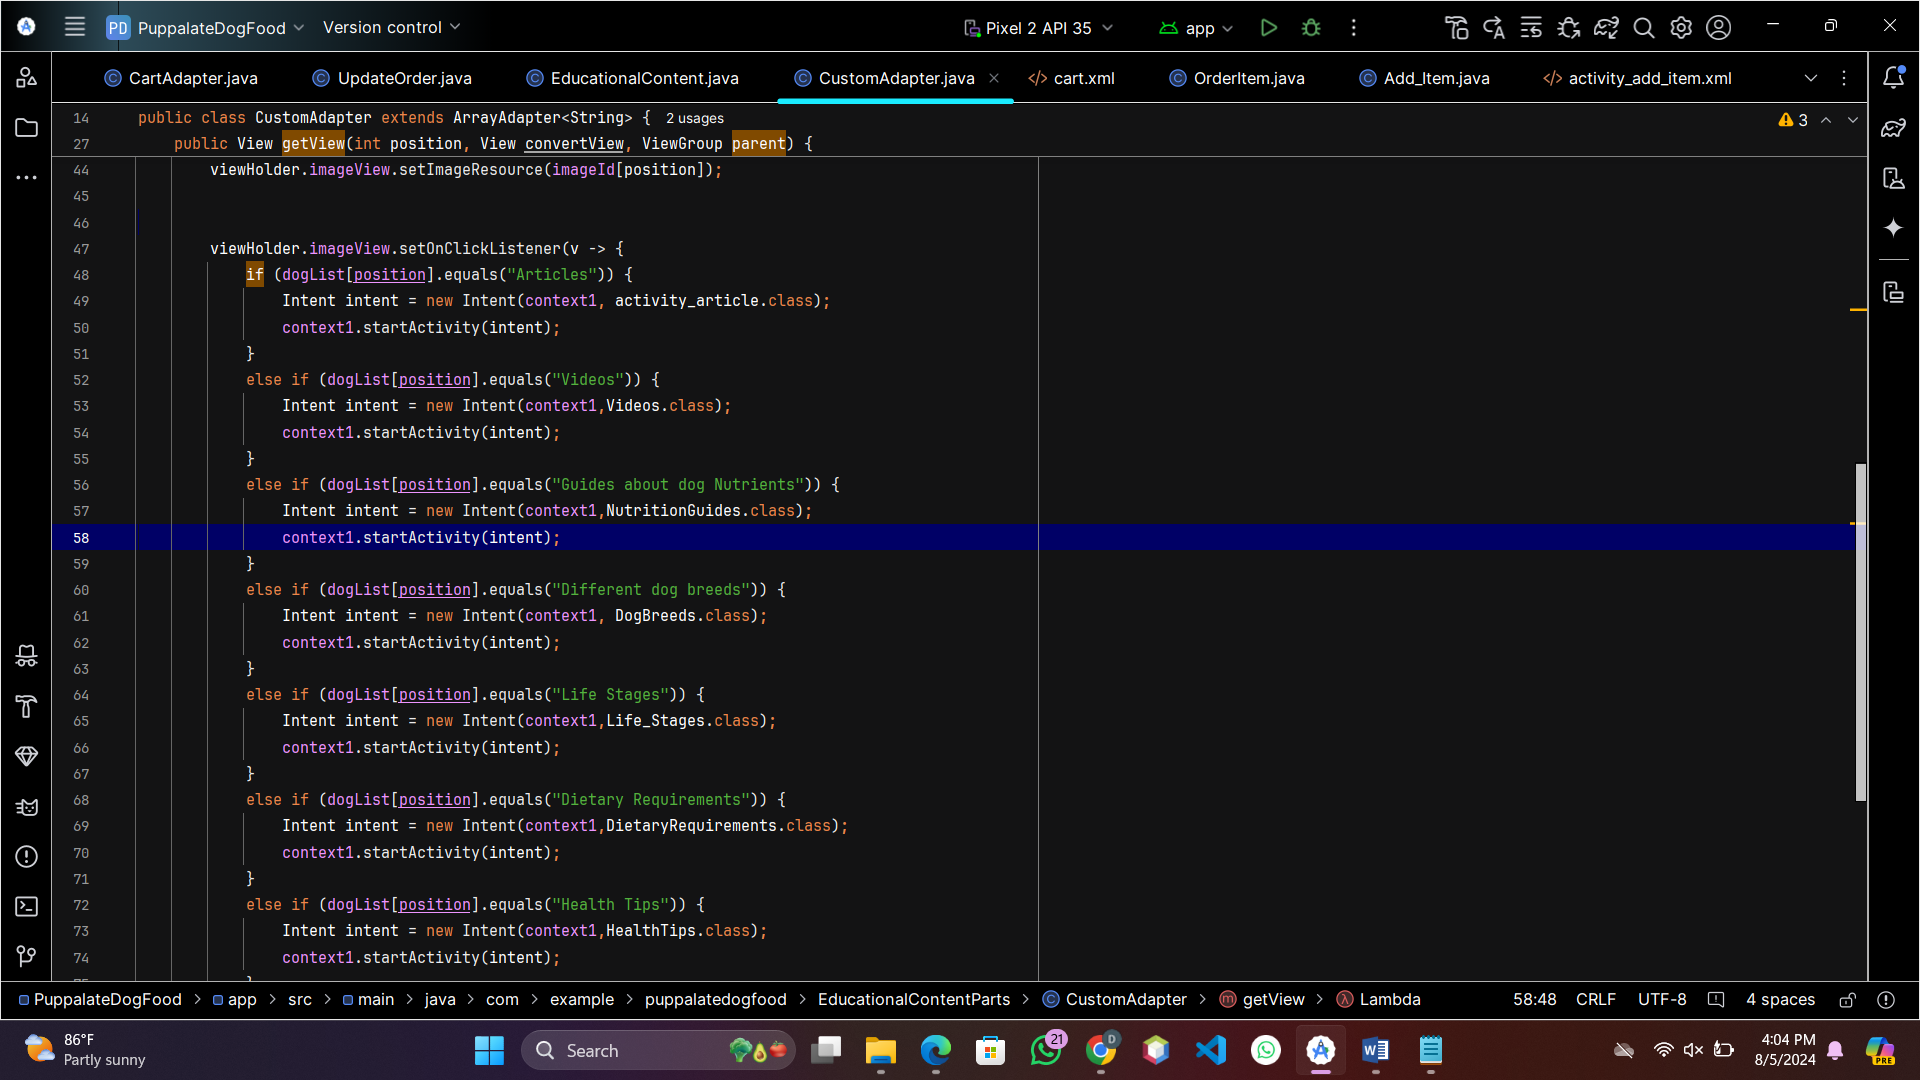 PD PuppalateDogFood Version control Pixel 2 API 35 app
CartAdapter.java UpdateOrder.java EducationalContent.java CustomAdapter.java cart.xml OrderItem.java Add_Item.java activity_add_item.xml
14 public class CustomAdapter extends ArrayAdapter<String> { 2 usages
3
27 public View getView(int position, View convertView, ViewGroup parent) {
44 viewHolder.imageView.setImageResource(imageId[position]);
45
46
47 viewHolder.imageView.setOnClickListener(v -> {
48 if (dogList[position].equals("Articles")) {
49 Intent intent = new Intent(context1, activity_article.class);
50 context1.startActivity(intent);
51 }
52 else if (dogList[position].equals("Videos")) {
53 Intent intent = new Intent(context1,Videos.class);
54 context1.startActivity(intent);
55 }
56 else if (dogList[position].equals("Guides about dog Nutrients")) {
57 Intent intent = new Intent(context1,NutritionGuides.class);
58 context1.startActivity(intent);
59 }
60 else if (dogList[position].equals("Different dog breeds")) {
61 Intent intent = new Intent(context1, DogBreeds.class);
62 context1.startActivity(intent);
63 }
64 else if (dogList[position].equals("Life Stages")) {
65 Intent intent = new Intent(context1,Life_Stages.class);
66 context1.startActivity(intent);
67 }
68 else if (dogList[position].equals("Dietary Requirements")) {
69 Intent intent = new Intent(context1,DietaryRequirements.class);
70 context1.startActivity(intent);
71 }
72 else if (dogList[position].equals("Health Tips")) {
73 Intent intent = new Intent(context1,HealthTips.class);
74 context1.startActivity(intent);
PuppalateDogFood > app > src > main > java > com > example > puppalatedogfood > EducationalContentParts > CustomAdapter > getView > Lambda 58:48 CRLF UTF-8 4 spaces
86°F
Partly sunny
Search
21
D
PRE
4:04 PM
8/5/2024